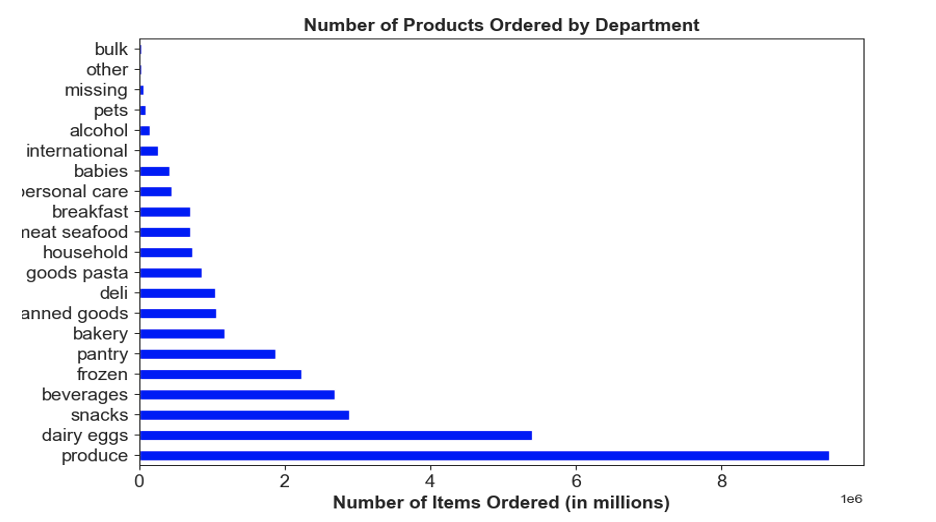 Number of Products Ordered by Department
bulk
other
missing
pets
alcohol
international
babies
personal care
breakfast
meat seafood
household
goods pasta
deli
anned goods
bakery
pantry
frozen
beverages
snacks
dairy eggs
produce
0 2 4 6 8
1e6
Number of Items Ordered (in millions)